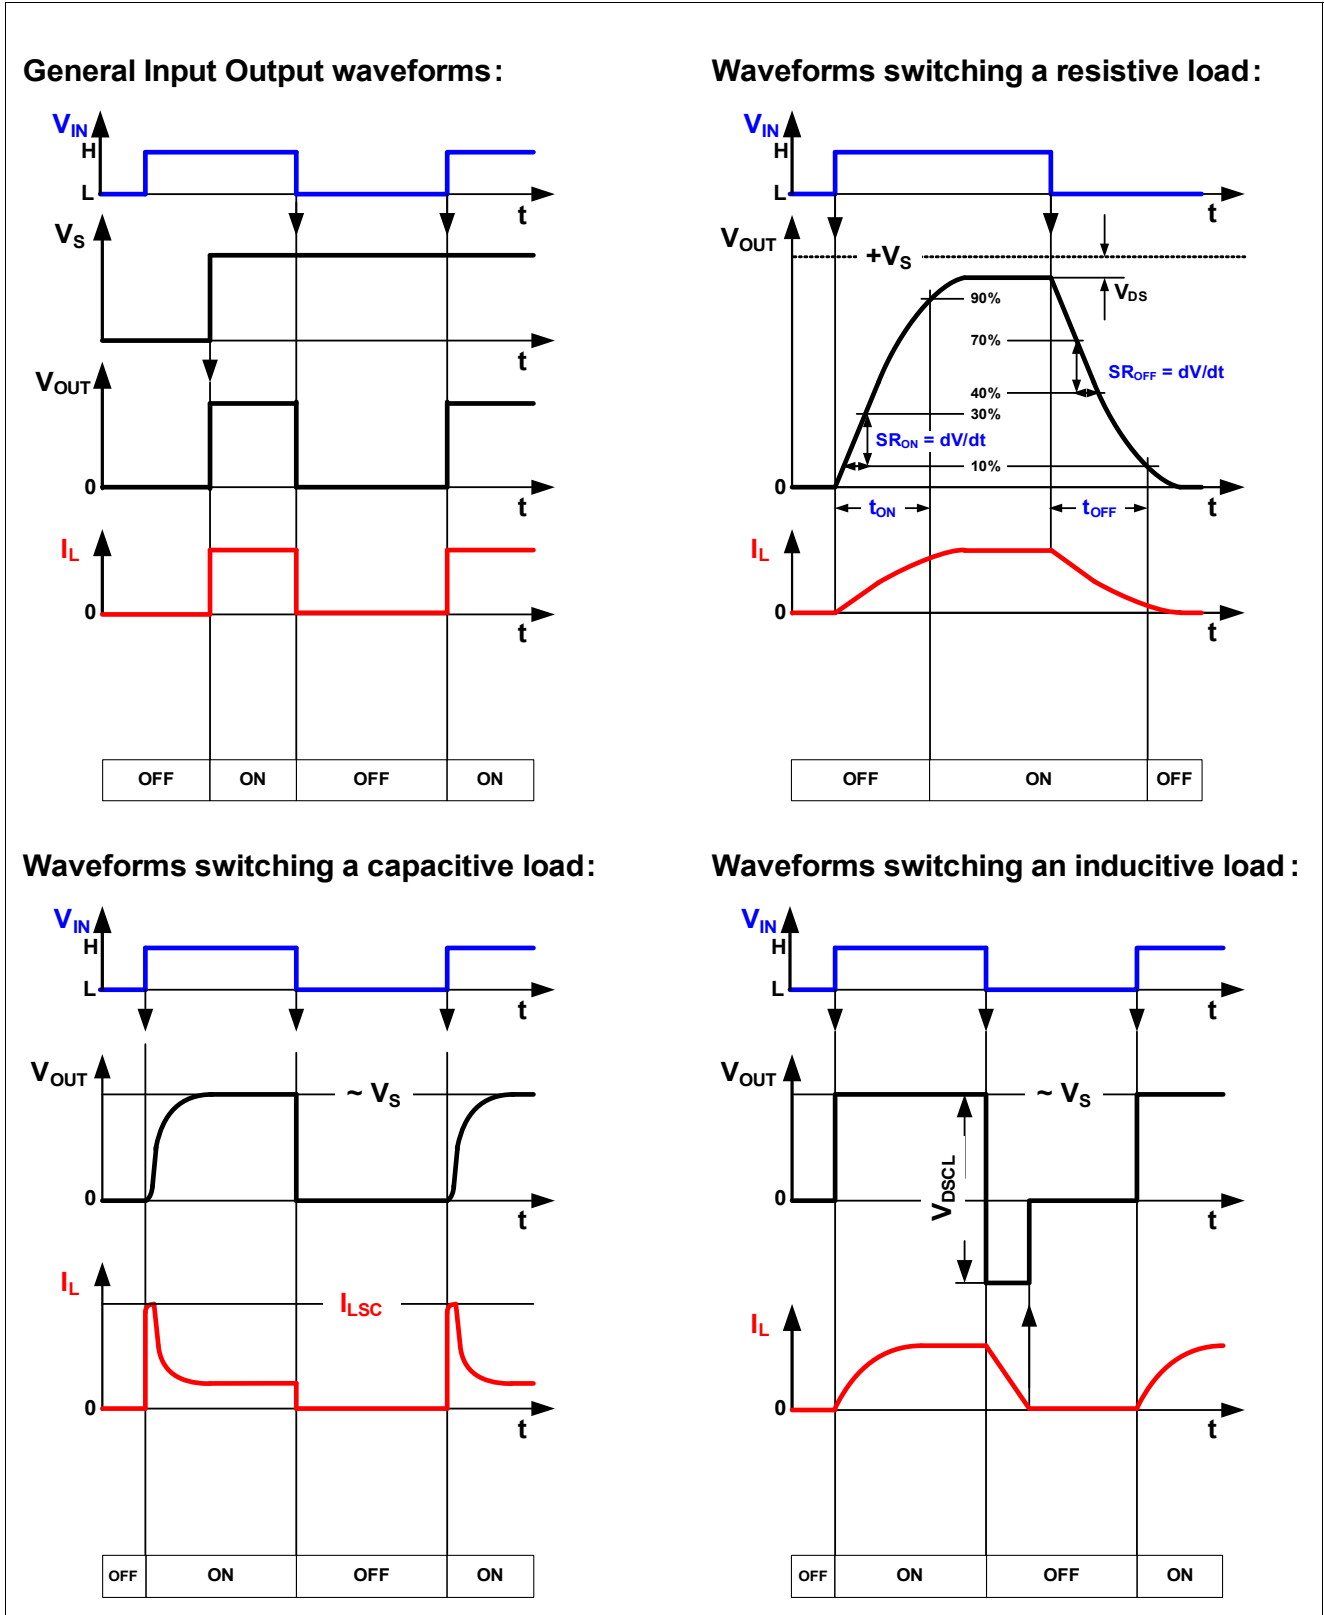 General Input Output waveforms:
VIN
H
L
t
VS
t
VOUT
0
t
IL
0
t
OFF ON OFF ON
Waveforms switching a resistive load:
VIN
H
L
t
VOUT
+VS
VDS
90%
70%
SROFF = dV/dt
40%
30%
SRON = dV/dt
10%
0
t
tON
tOFF
IL
0
t
OFF ON OFF
Waveforms switching a capacitive load:
VIN
H
L
t
VOUT
~ VS
0
t
IL
ILSC
0
t
OFF ON OFF ON
Waveforms switching an inducitive load:
VIN
H
L
t
VOUT
~ VS
VDSCL
0
t
IL
0
t
OFF ON OFF ON